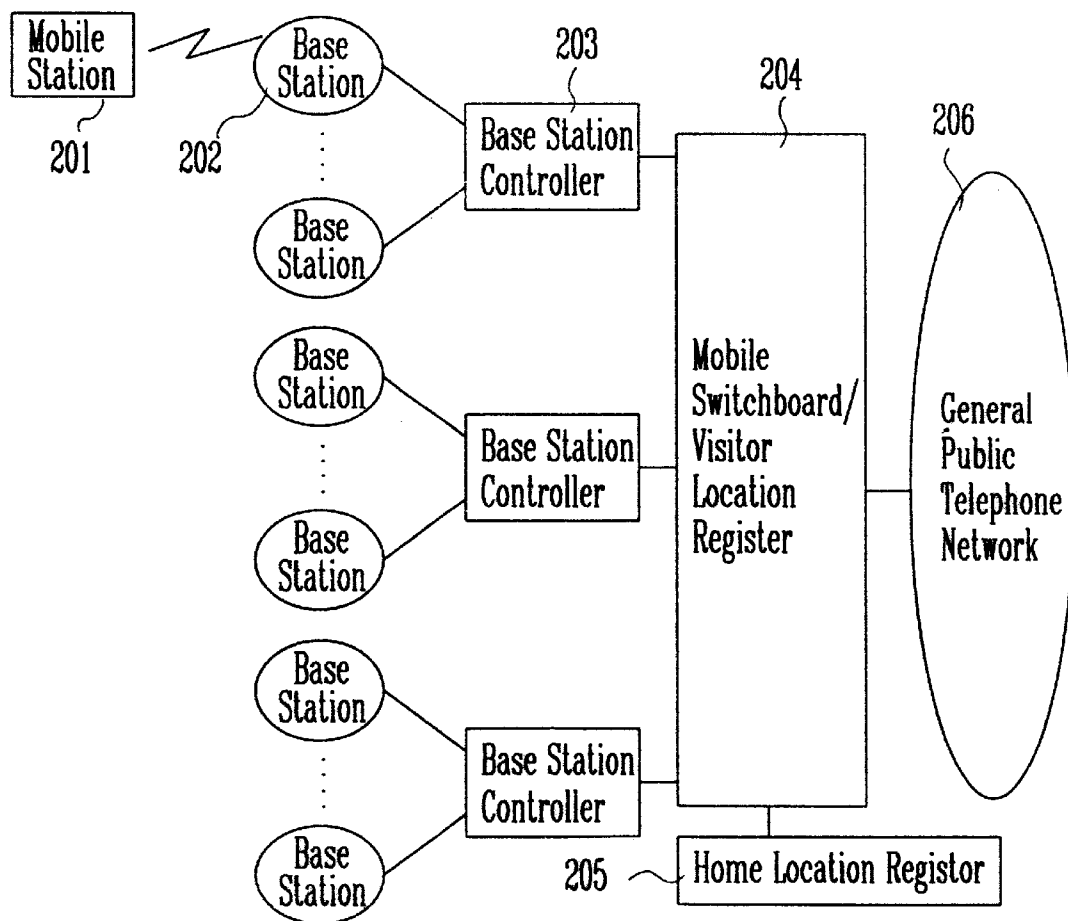 Mobile
Station
201
Base
Station
202
203
204
206
Base Station
Controller
Base
Station
Base
Station
Base Station
Controller
Base
Station
Mobile
Switchboard/
Visitor
Location
Register
General
Public
Telephone
Network
Base
Station
Base Station
Controller
Base
Station
205
Home Location Registor